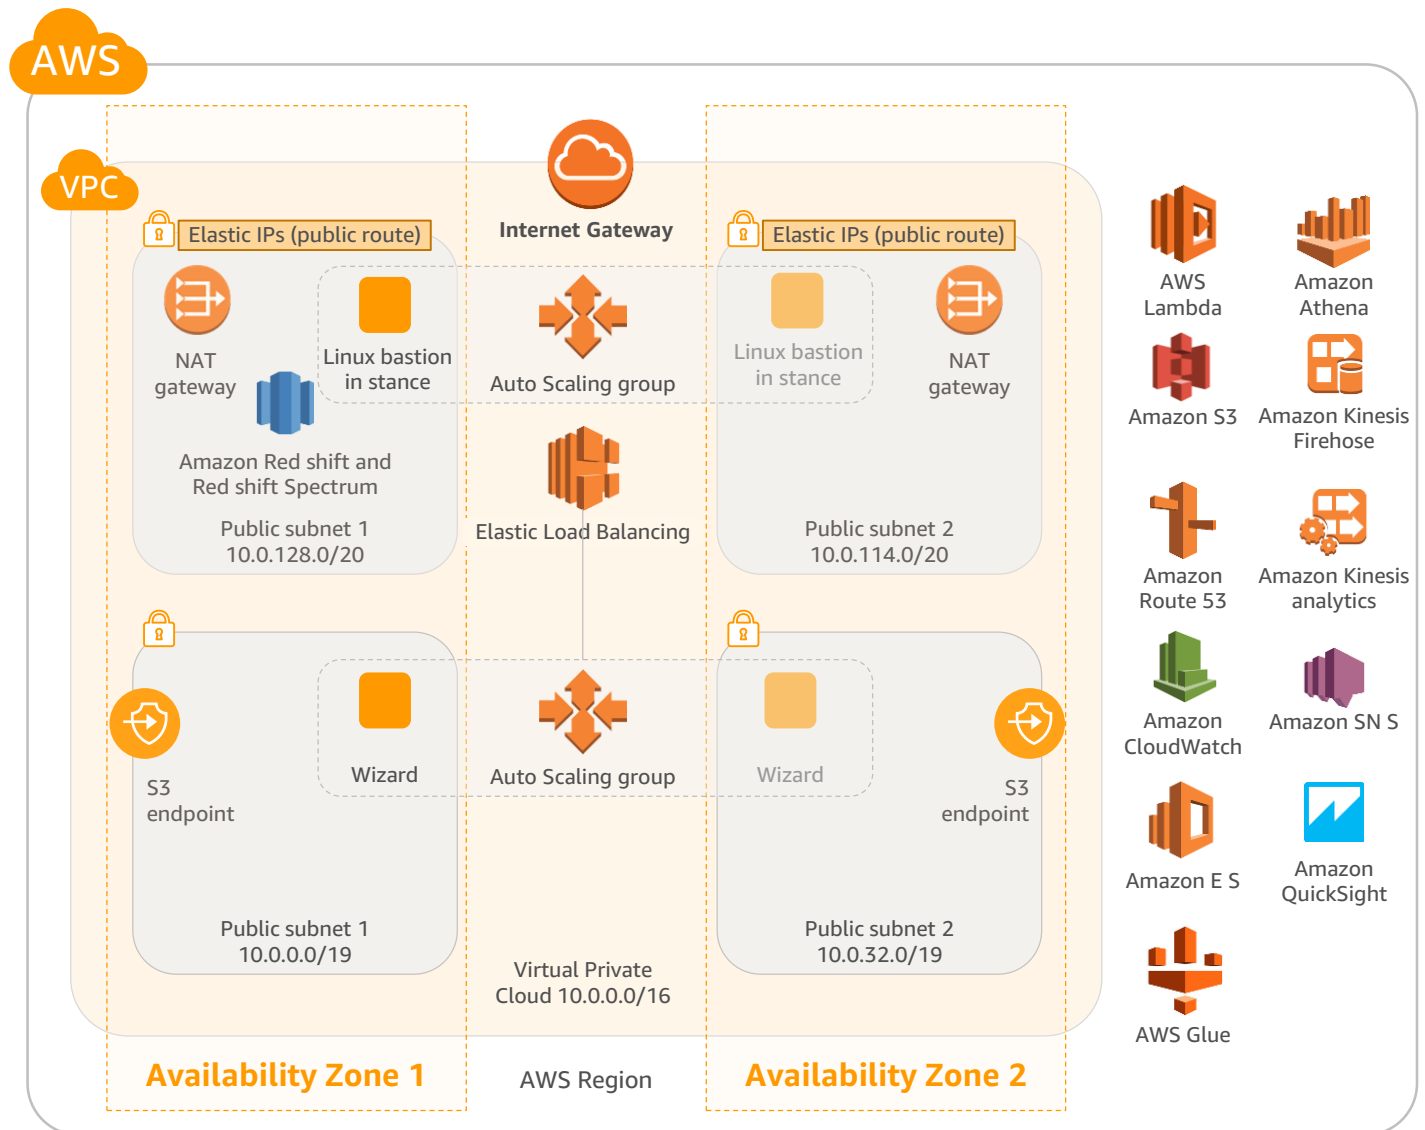 AWS
VPC
Elastic IPs (public route)
Internet Gateway
Elastic IPs (public route)
NAT
gateway
Linux bastion
in stance
Auto Scaling group
Linux bastion
in stance
NAT
gateway
Amazon Red shift and
Red shift Spectrum
Public subnet 1
10.0.128.0/20
Elastic Load Balancing
Public subnet 2
10.0.114.0/20
S3
endpoint
Wizard
Auto Scaling group
Wizard
S3
endpoint
Public subnet 1
10.0.0.0/19
Public subnet 2
10.0.32.0/19
Virtual Private
Cloud 10.0.0.0/16
Availability Zone 1
AWS Region
Availability Zone 2
AWS
Lambda
Amazon
Athena
Amazon S3
Amazon Kinesis
Firehose
Amazon
Route 53
Amazon Kinesis
analytics
Amazon
CloudWatch
Amazon SN S
Amazon E S
Amazon
QuickSight
AWS Glue